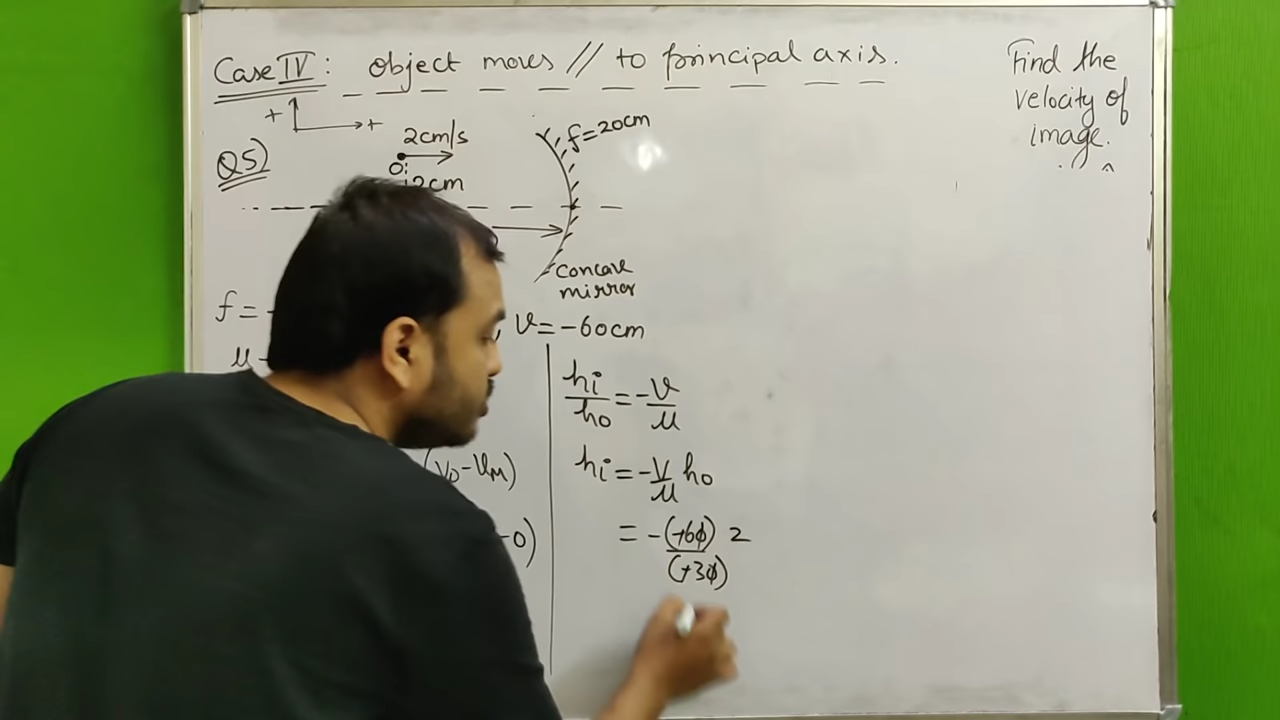 Case IV: object moves // to principal axis.
Find the
velocity of
image.
+ +
Q5)
2cm/s
f=20cm
O
2cm
concave
mirror
f =
, v=-60cm
u
hi/ho = -v/u
(vo-vM)
hi = -v/u ho
-0)
= -(-60)/(-30) 2